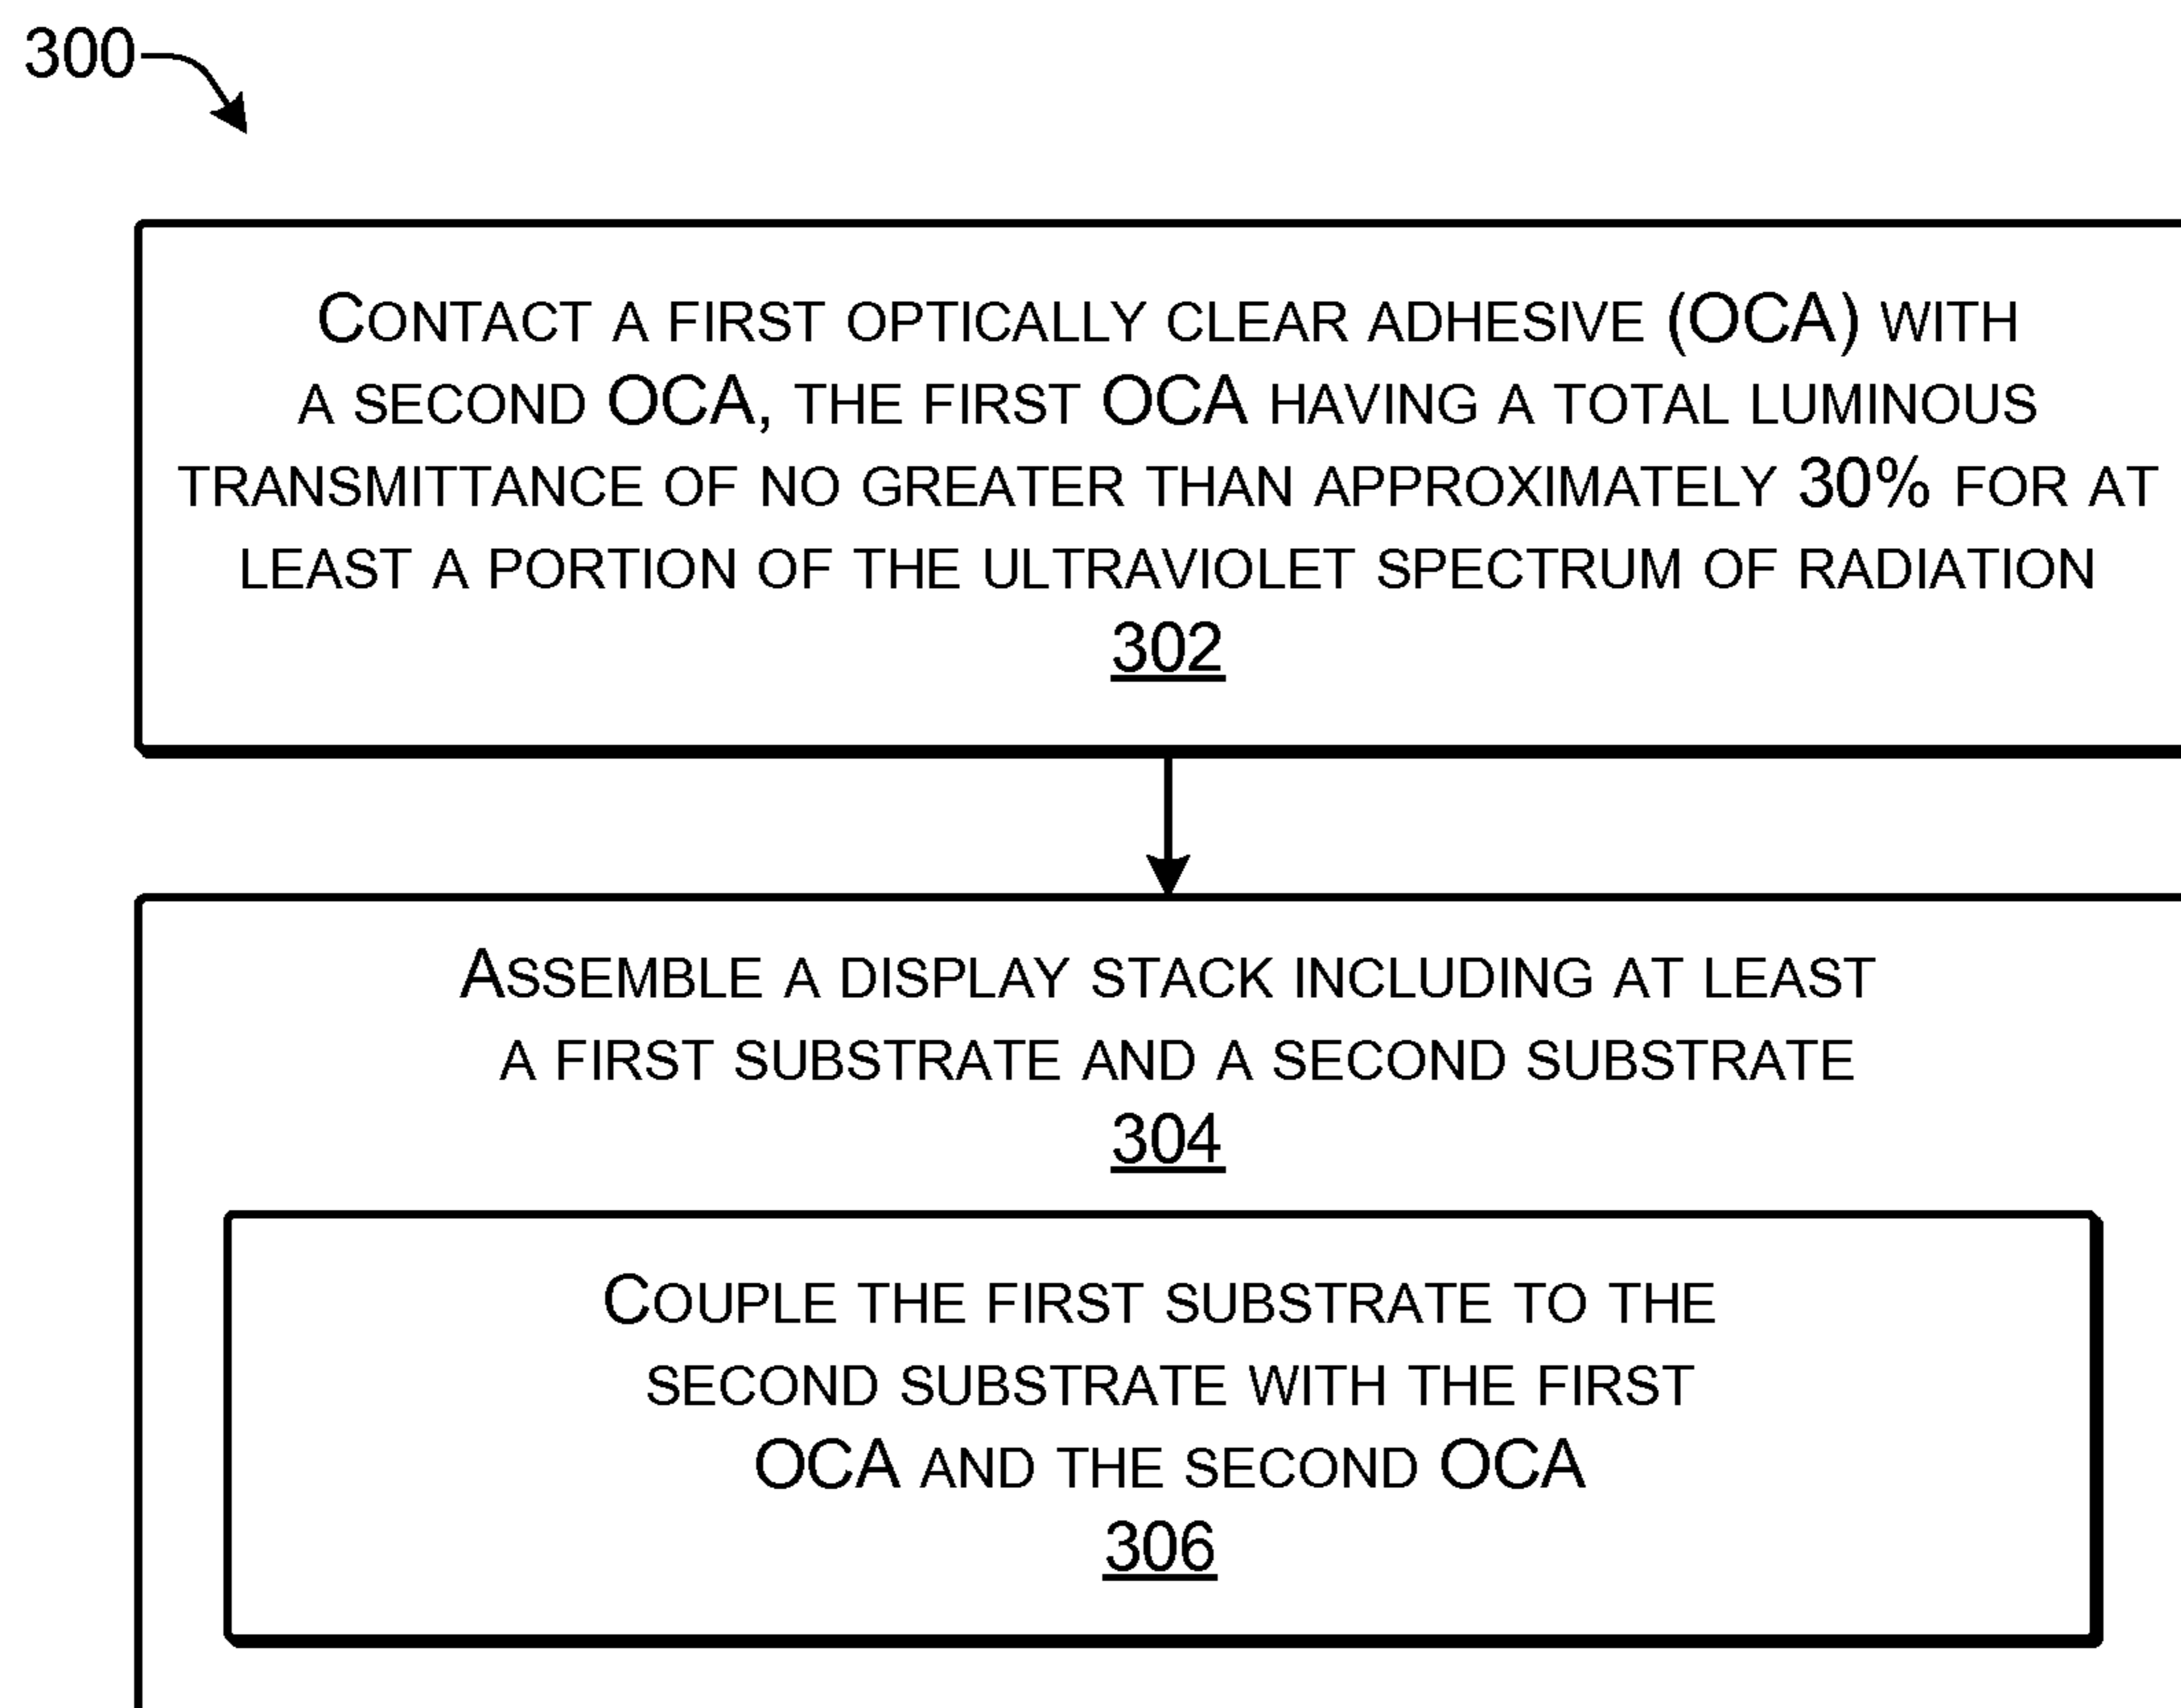 300
CONTACT A FIRST OPTICALLY CLEAR ADHESIVE (OCA) WITH
A SECOND OCA, THE FIRST OCA HAVING A TOTAL LUMINOUS
TRANSMITTANCE OF NO GREATER THAN APPROXIMATELY 30% FOR AT
LEAST A PORTION OF THE ULTRAVIOLET SPECTRUM OF RADIATION
302
ASSEMBLE A DISPLAY STACK INCLUDING AT LEAST
A FIRST SUBSTRATE AND A SECOND SUBSTRATE
304
COUPLE THE FIRST SUBSTRATE TO THE
SECOND SUBSTRATE WITH THE FIRST
OCA AND THE SECOND OCA
306